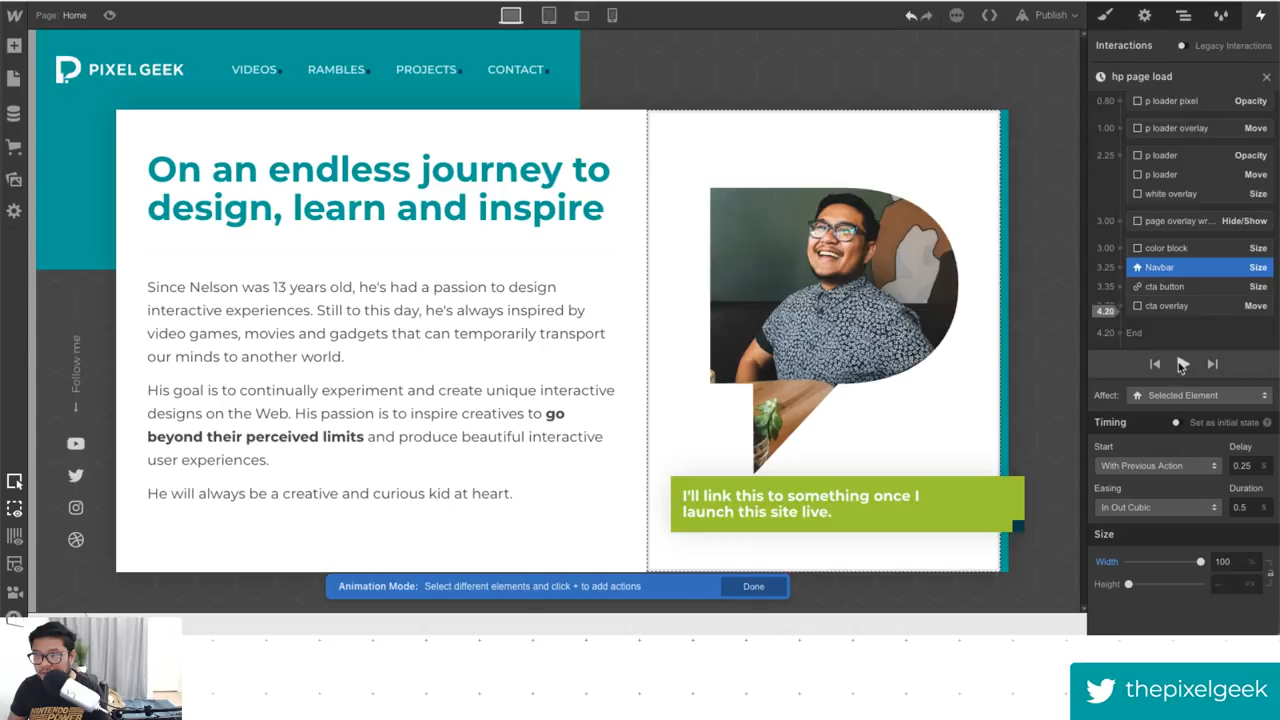 Page: Home
Publish
PIXEL GEEK
VIDEOS
RAMBLES
PROJECTS
CONTACT
On an endless journey to
design, learn and inspire
Since Nelson was 13 years old, he's had a passion to design
interactive experiences. Still to this day, he's always inspired by
video games, movies and gadgets that can temporarily transport
our minds to another world.
His goal is to continually experiment and create unique interactive
designs on the Web. His passion is to inspire creatives to go
beyond their perceived limits and produce beautiful interactive
user experiences.
He will always be a creative and curious kid at heart.
Follow me
I'll link this to something once I
launch this site live.
Animation Mode: Select different elements and click + to add actions
Done
Interactions
Legacy Interactions
hp page load
0.80 p loader pixel Opacity
1.00 p loader overlay Move
2.25 p loader Opacity
p loader Move
white overlay Size
3.00 page overlay wr... Hide/Show
3.00 color block Size
3.25 Navbar Size
3.35 cta button Size
4.20 cta overlay Move
4.20 End
Affect: Selected Element
Timing
Set as initial state
Start
Delay
With Previous Action
0.25 S
Easing
Duration
In Out Cubic
0.5 S
Size
Width 100 %
Height -- PX
NINTENDO
POWER
thepixelgeek